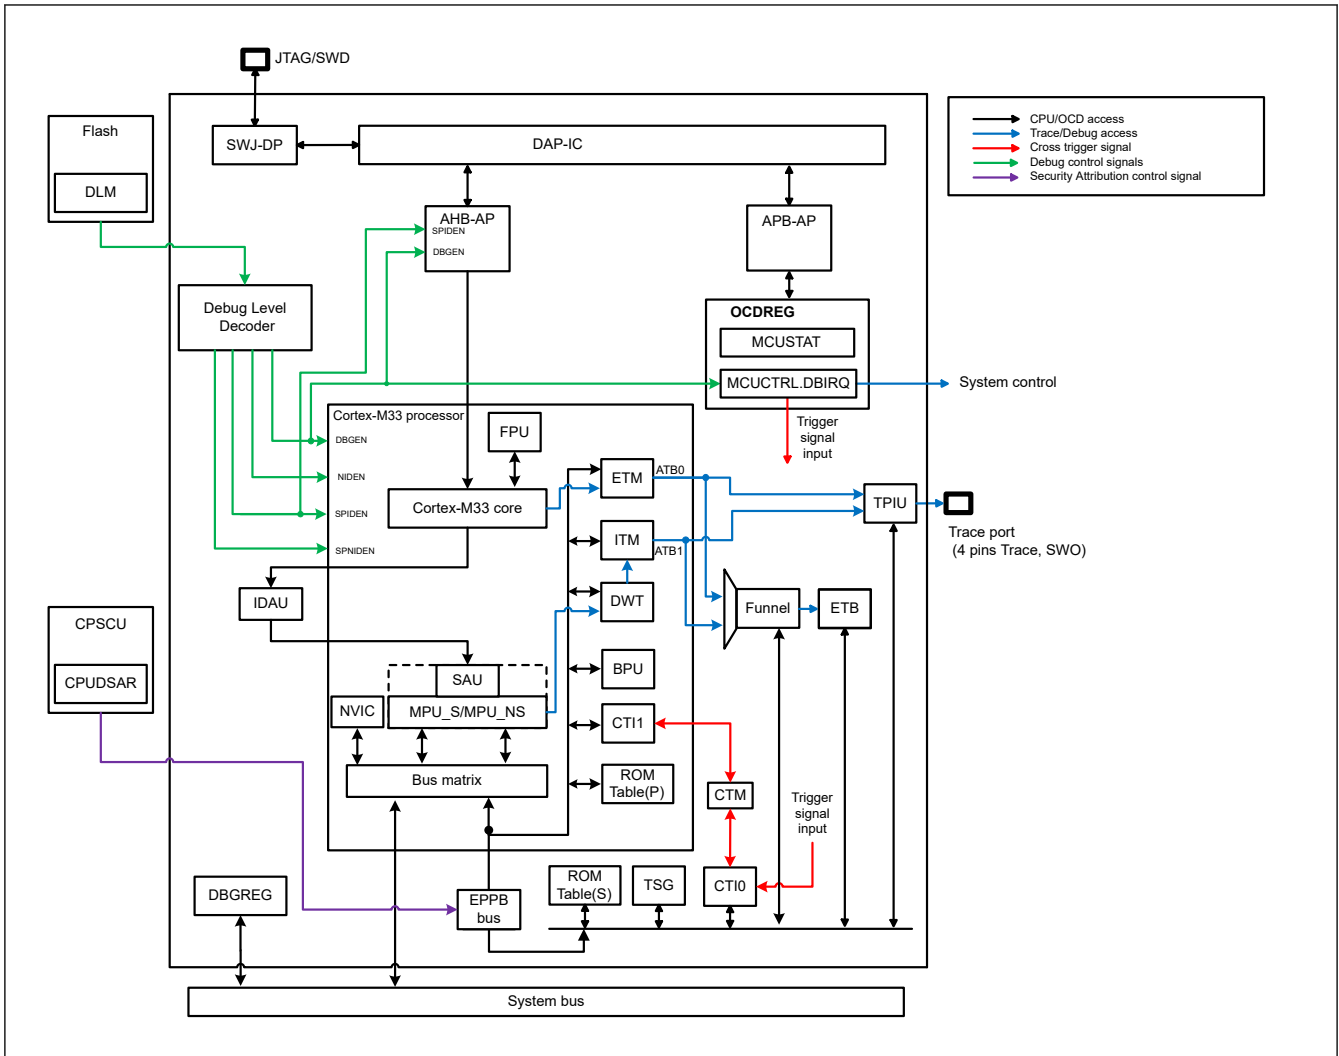 JTAG/SWD
Flash
DLM
SWJ-DP
DAP-IC
CPU/OCD access
Trace/Debug access
Cross trigger signal
Debug control signals
Security Attribution control signal
AHB-AP
SPIDEN
DBGEN
APB-AP
Debug Level
Decoder
OCDREG
MCUSTAT
MCUCTRL.DBIRQ
System control
Trigger
signal
input
Cortex-M33 processor
DBGEN
NIDEN
SPIDEN
SPNIDEN
FPU
Cortex-M33 core
ETM
ATB0
ITM
ATB1
DWT
TPIU
Trace port
(4 pins Trace, SWO)
Funnel
ETB
IDAU
CPSCU
CPUDSAR
SAU
MPU_S/MPU_NS
NVIC
Bus matrix
BPU
CTI1
ROM
Table(P)
CTM
Trigger
signal
input
DBGREG
EPPB
bus
ROM
Table(S)
TSG
CTI0
System bus